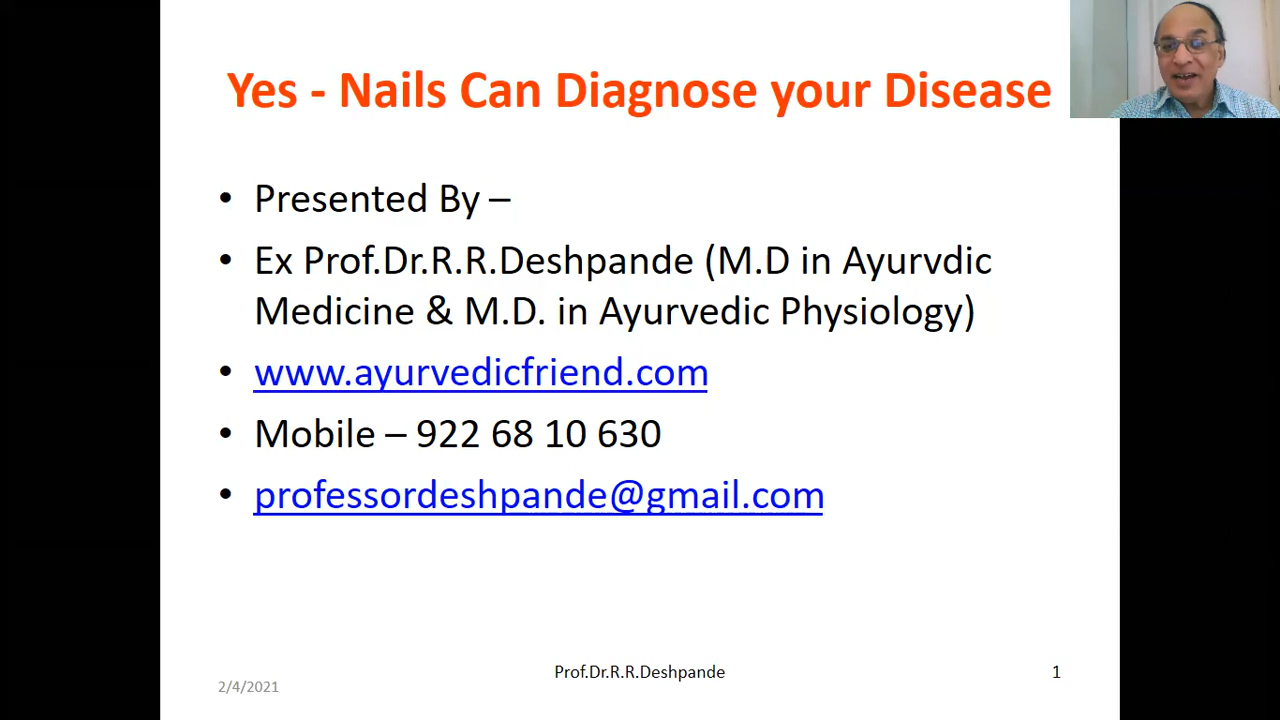 Yes - Nails Can Diagnose your Disease
• Presented By –
• Ex Prof.Dr.R.R.Deshpande (M.D in Ayurvdic
Medicine & M.D. in Ayurvedic Physiology)
• www.ayurvedicfriend.com
• Mobile – 922 68 10 630
• professordeshpande@gmail.com
2/4/2021
Prof.Dr.R.R.Deshpande
1